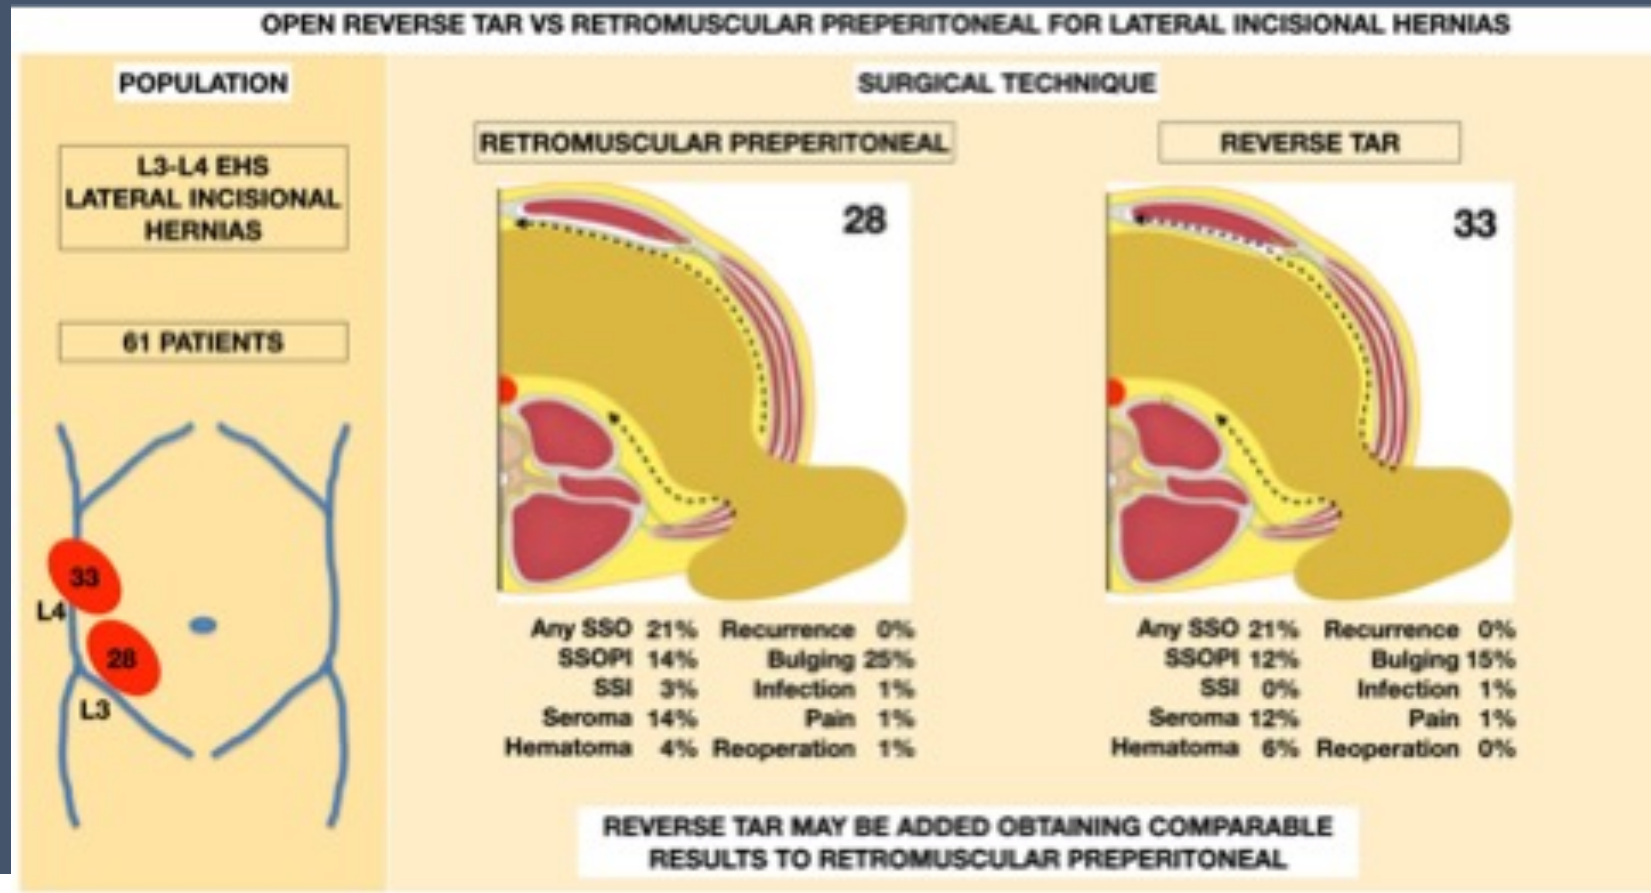 OPEN REVERSE TAR VS RETROMUSCULAR PREPERITONEAL FOR LATERAL INCISIONAL HERNIAS
POPULATION
L3-L4 EHS
LATERAL INCISIONAL
HERNIAS
61 PATIENTS
33
L4
28
L3
SURGICAL TECHNIQUE
RETROMUSCULAR PREPERITONEAL
28
Any SSO 21% Recurrence 0%
SSOPI 14% Bulging 25%
SSI 3% Infection 1%
Seroma 14% Pain 1%
Hematoma 4% Reoperation 1%
REVERSE TAR
33
Any SSO 21% Recurrence 0%
SSOPI 12% Bulging 15%
SSI 0% Infection 1%
Seroma 12% Pain 1%
Hematoma 6% Reoperation 0%
REVERSE TAR MAY BE ADDED OBTAINING COMPARABLE
RESULTS TO RETROMUSCULAR PREPERITONEAL